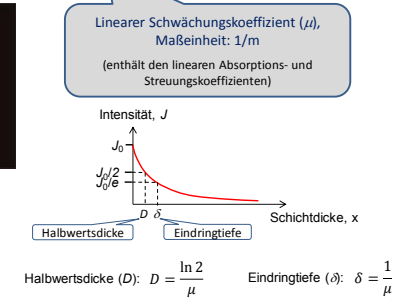 Linearer Schwächungskoeffizient (μ),
Maßeinheit: 1/m
(enthält den linearen Absorptions- und
Streuungskoeffizienten)
Intensität, J
J₀
J₀/2
J₀/e
D δ
Schichtdicke, x
Halbwertsdicke Eindringtiefe
Halbwertsdicke (D): D = ln 2 / μ Eindringtiefe (δ): δ = 1 / μ